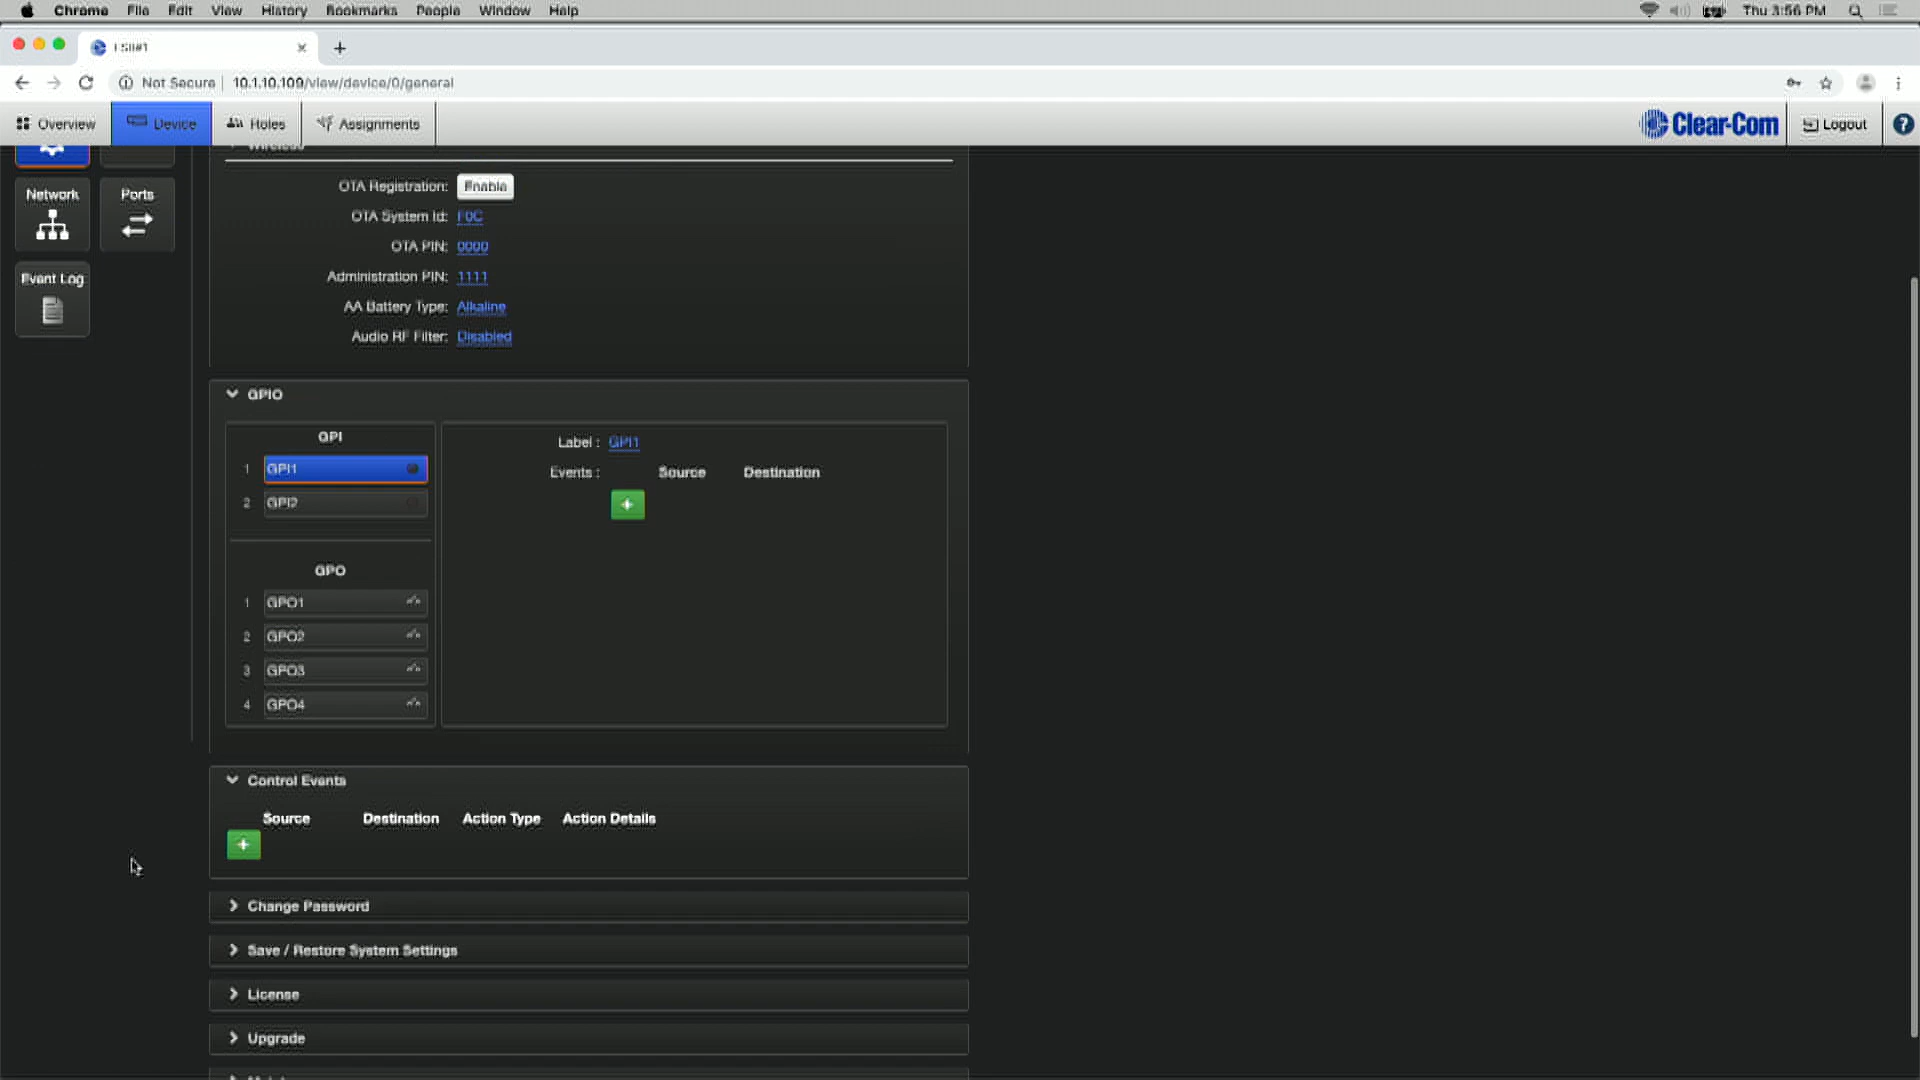 Chrome File Edit View History Bookmarks People Window Help Thu 3:56 PM
Not Secure 10.1.10.109/view/device/0/general
Overview Device Roles Assignments Clear-Com Logout ?
Wireless
Network Ports
Event Log
OTA Registration: Enable
OTA System Id: F0C
OTA PIN: 0000
Administration PIN: 1111
AA Battery Type: Alkaline
Audio RF Filter: Disabled
GPIO
GPI
1 GPI1
2 GPI2
GPO
1 GPO1
2 GPO2
3 GPO3
4 GPO4
Label : GPI1
Events : Source Destination
+
Control Events
Source Destination Action Type Action Details
+
Change Password
Save / Restore System Settings
License
Upgrade